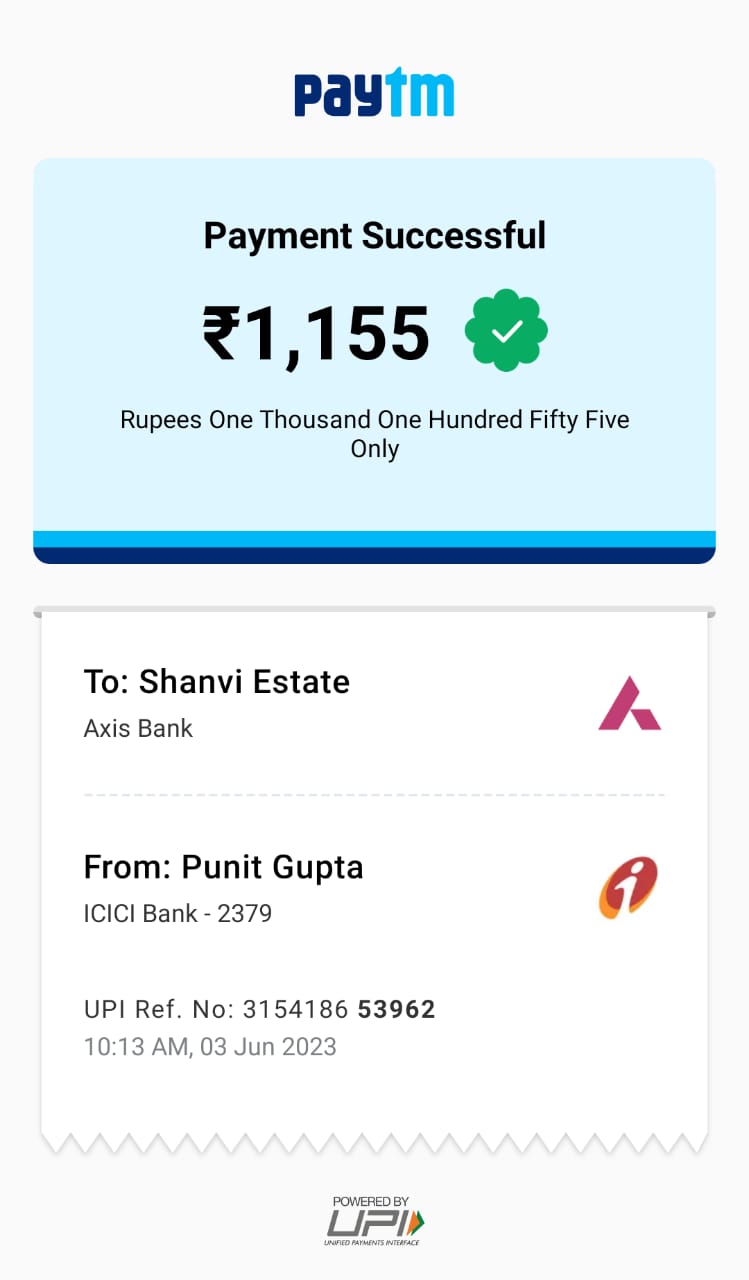 paytm
Payment Successful
₹1,155
Rupees One Thousand One Hundred Fifty Five
Only
To: Shanvi Estate
Axis Bank
From: Punit Gupta
ICICI Bank - 2379
UPI Ref. No: 3154186 53962
10:13 AM, 03 Jun 2023
POWERED BY
UPI
UNIFIED PAYMENTS INTERFACE